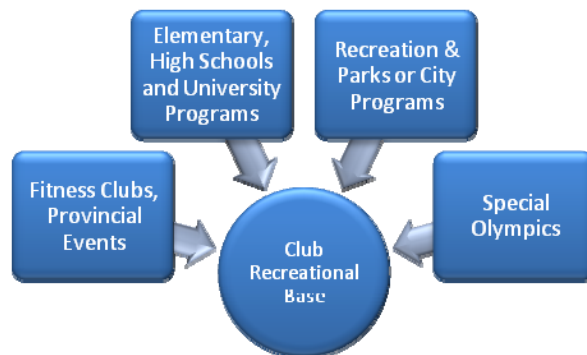 Elementary,
High Schools
and University
Programs
Recreation &
Parks or City
Programs
Fitness Clubs,
Provincial
Events
Special
Olympics
Club
Recreational
Base